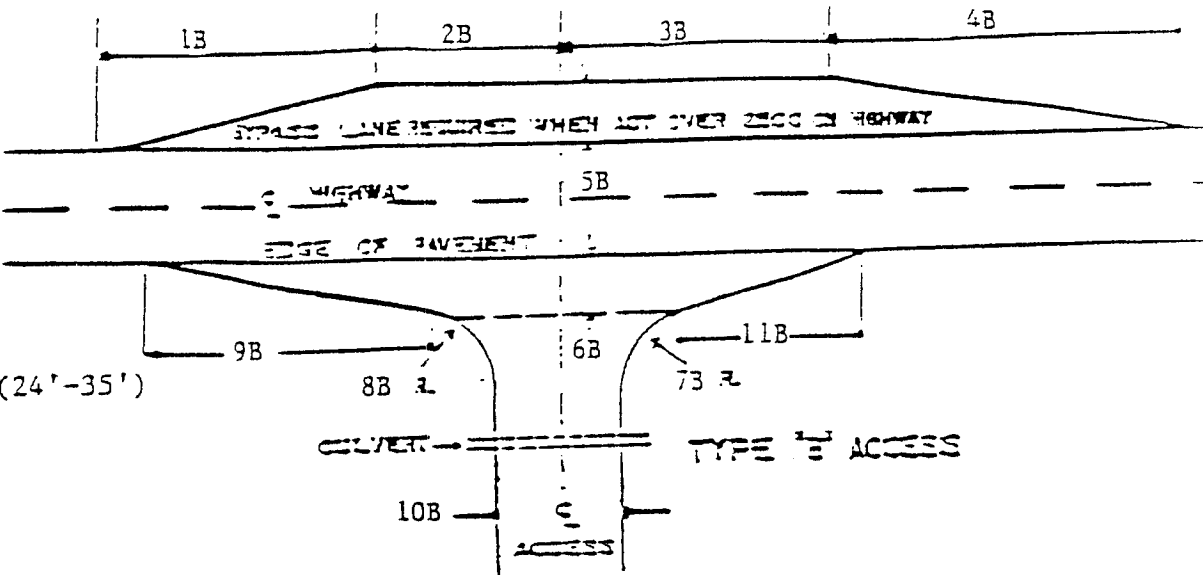 1B 2B 3B 4B
BYPASS LANE REQUIRED WHEN ADT OVER 2500 ON HIGHWAY
5B
℄ HIGHWAY
EDGE OF PAVEMENT
9B 6B 11B
(24'-35') 8B R 7B R
CULVERT TYPE "B" ACCESS
10B ℄
ACCESS